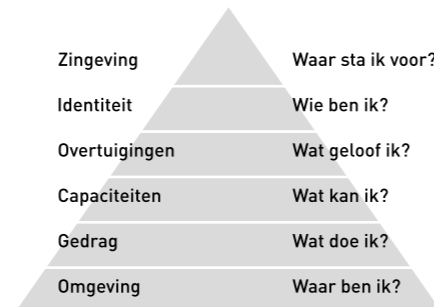 Zingeving Waar sta ik voor?
Identiteit Wie ben ik?
Overtuigingen Wat geloof ik?
Capaciteiten Wat kan ik?
Gedrag Wat doe ik?
Omgeving Waar ben ik?